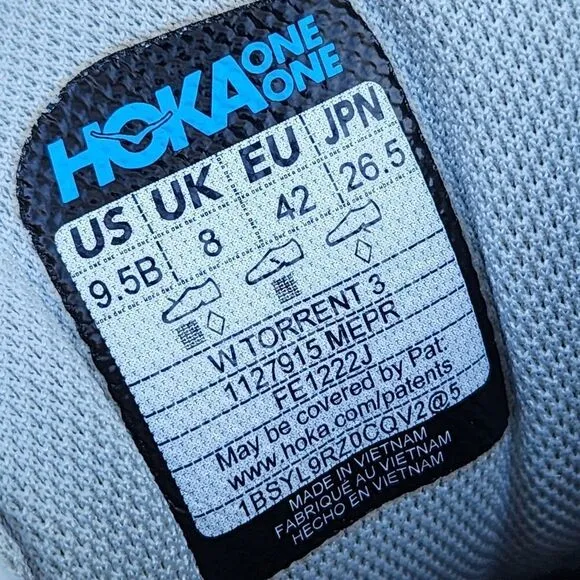 HOKA ONE ONE
US UK EU JPN
9.5B 8 42 26.5
W TORRENT 3
1127915 MEPR
FE1222J
May be covered by Pat.
www.hoka.com/patents
1BSYL9RZ0CQV2@5
MADE IN VIETNAM
FABRIQUÉ AU VIETNAM
HECHO EN VIETNAM